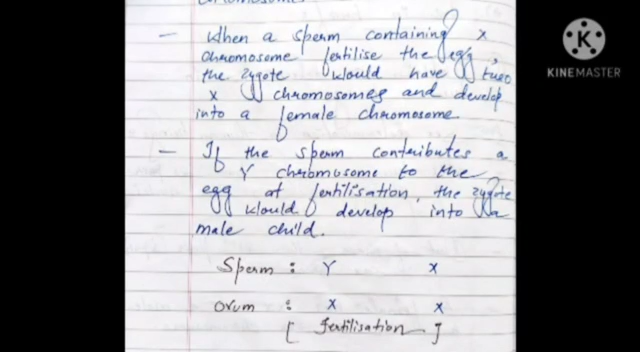 chromosome
- When a sperm containing X
chromosome fertilise the egg,
the zygote would have two
X chromosomes and develop
into a female chromosome.
- If the sperm contributes a
Y chromosome to the
egg at fertilisation, the zygote
would develop into a
male child.
Sperm : Y X
Ovum : X X
[ Fertilisation ]
KINEMASTER